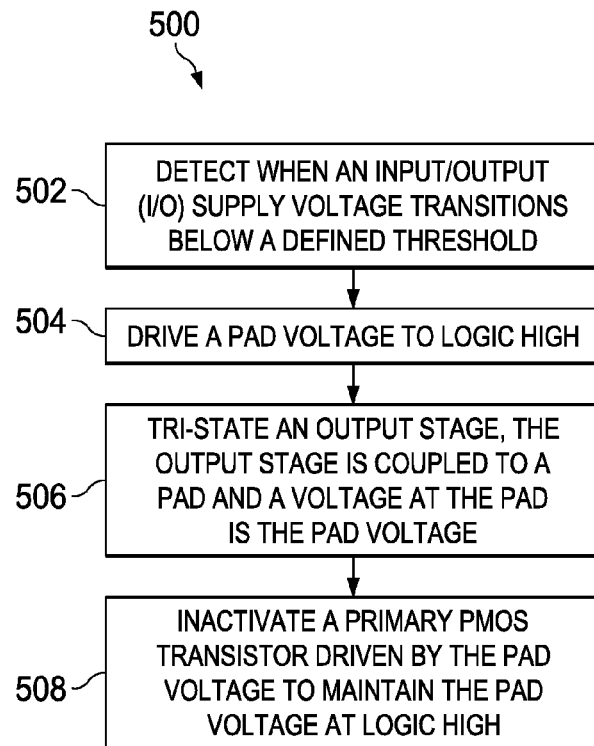 500
502
DETECT WHEN AN INPUT/OUTPUT
(I/O) SUPPLY VOLTAGE TRANSITIONS
BELOW A DEFINED THRESHOLD
504
DRIVE A PAD VOLTAGE TO LOGIC HIGH
506
TRI-STATE AN OUTPUT STAGE, THE
OUTPUT STAGE IS COUPLED TO A
PAD AND A VOLTAGE AT THE PAD
IS THE PAD VOLTAGE
508
INACTIVATE A PRIMARY PMOS
TRANSISTOR DRIVEN BY THE PAD
VOLTAGE TO MAINTAIN THE PAD
VOLTAGE AT LOGIC HIGH